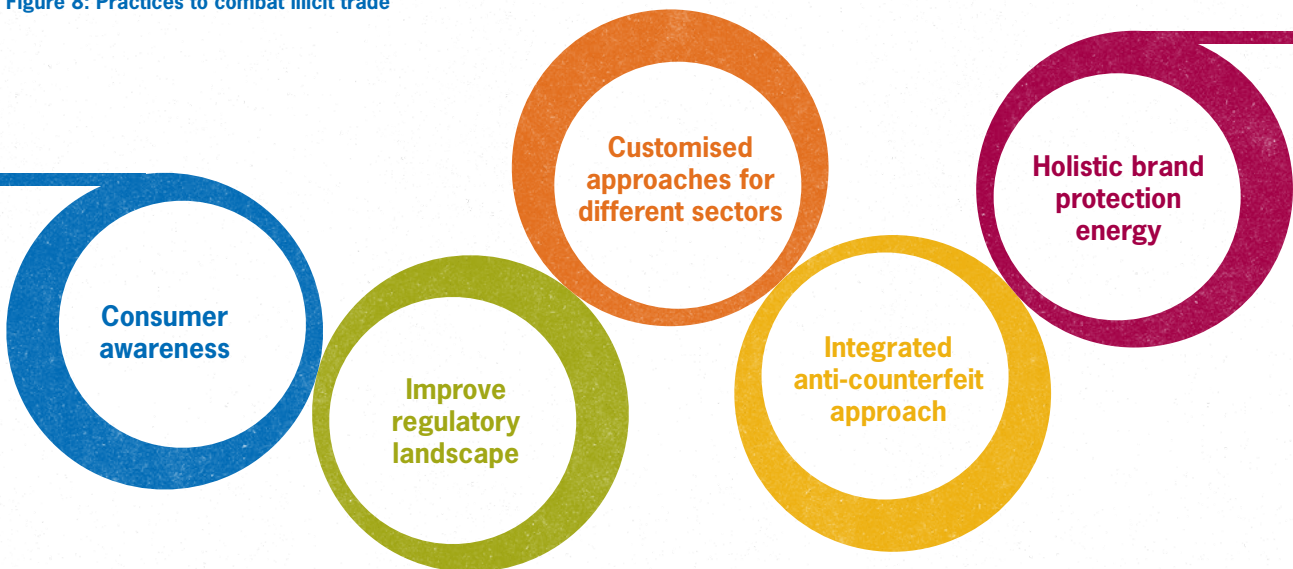 Figure 8: Practices to combat illicit trade
Consumer
awareness
Improve
regulatory
landscape
Customised
approaches for
different sectors
Integrated
anti-counterfeit
approach
Holistic brand
protection
energy